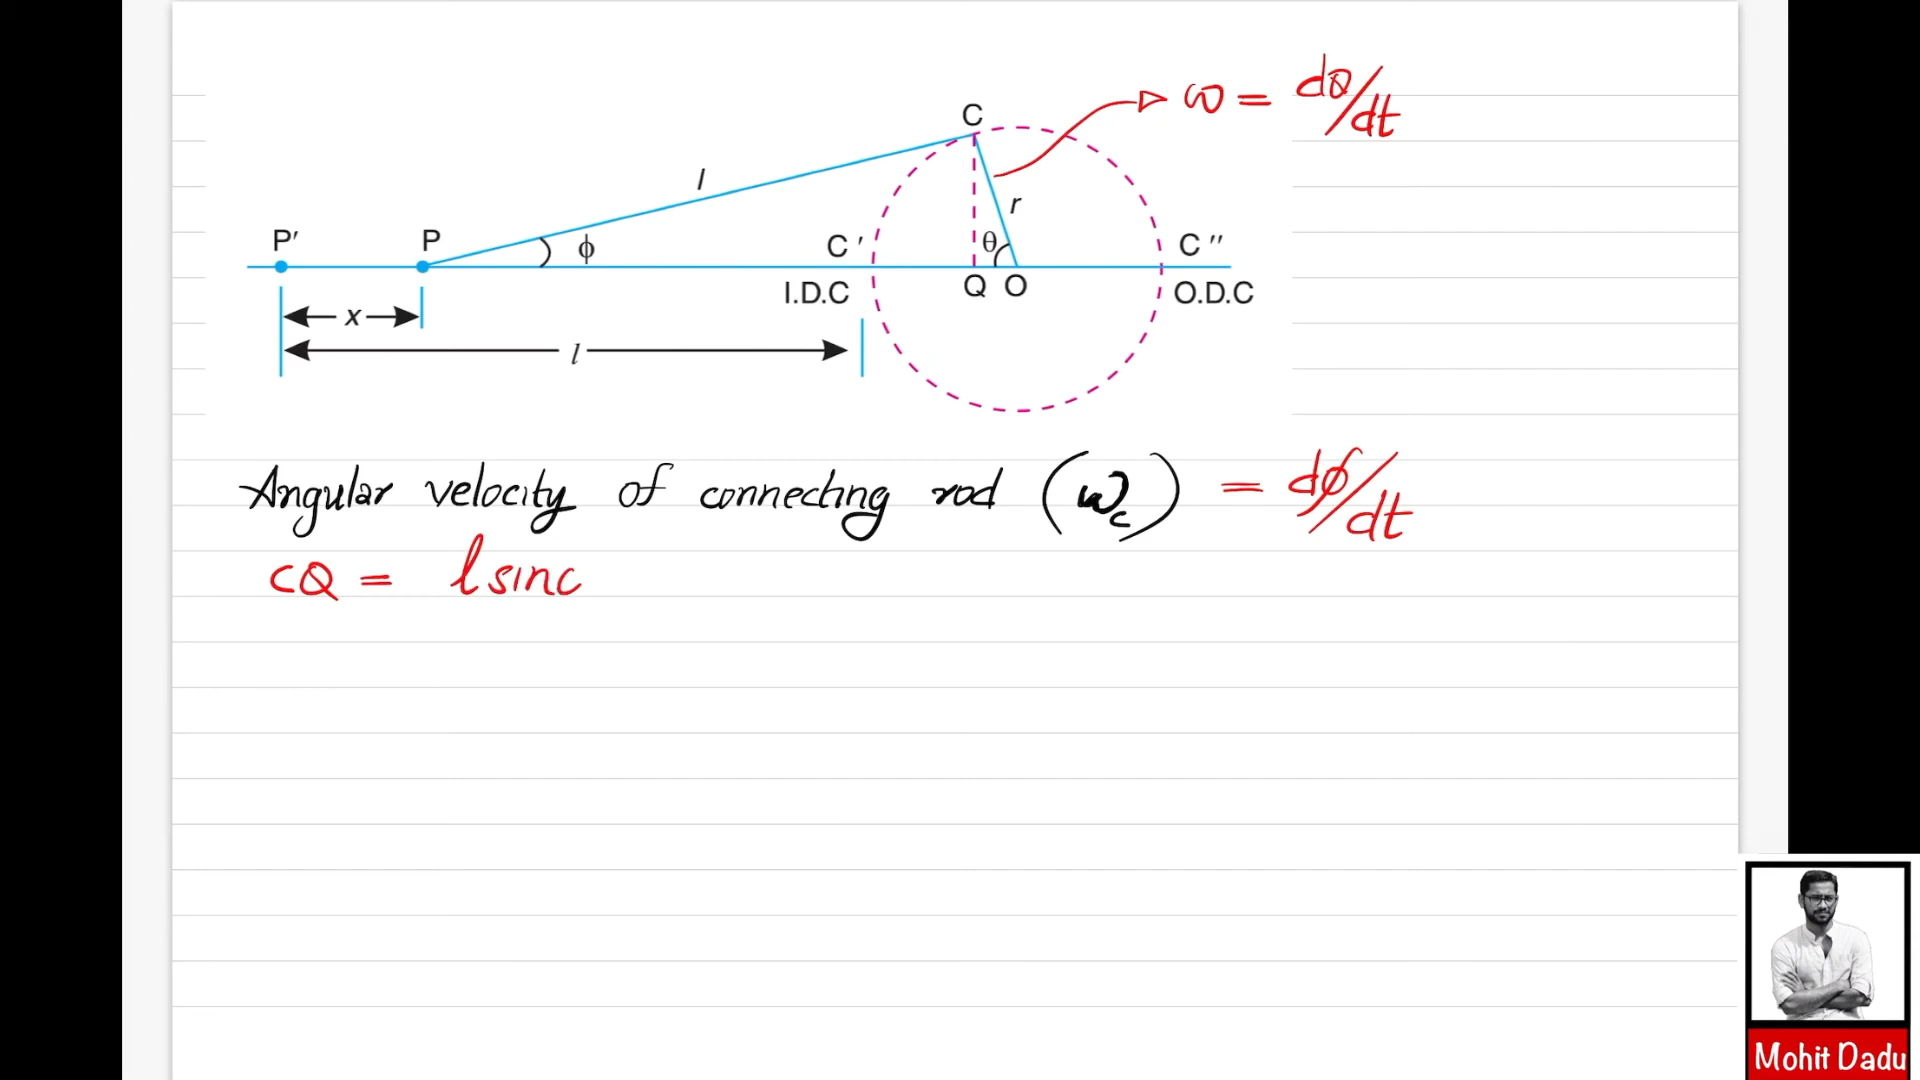 C
ω = dθ/dt
l
r
P′ P ϕ C′ θ C″
I.D.C Q O O.D.C
x
l
Angular velocity of connecting rod (ωc) = dϕ/dt
CQ = l sinc
Mohit Dadu